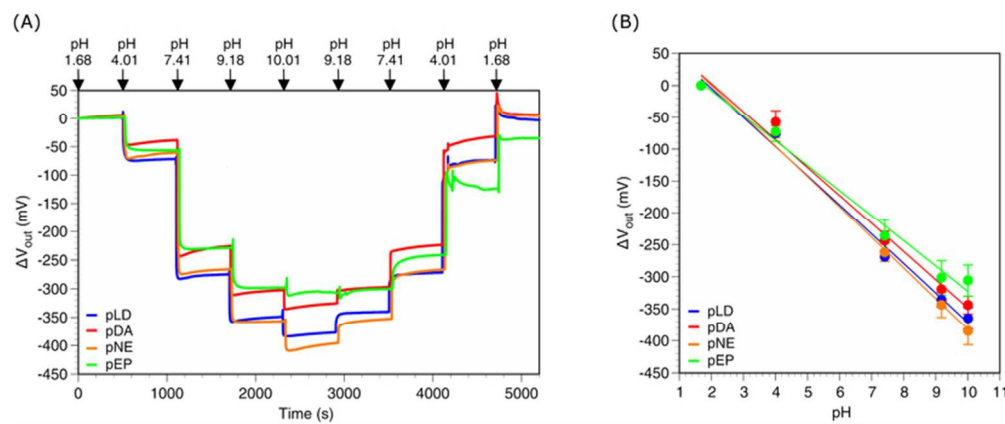 (A)
pH pH pH pH pH pH pH pH pH
1.68 4.01 7.41 9.18 10.01 9.18 7.41 4.01 1.68
50
0
-50
-100
-150
-200
-250
-300
-350
-400
-450
ΔVout (mV)
pLD
pDA
pNE
pEP
0 1000 2000 3000 4000 5000
Time (s)
(B)
50
0
-50
-100
-150
-200
-250
-300
-350
-400
-450
ΔVout (mV)
pLD
pDA
pNE
pEP
1 2 3 4 5 6 7 8 9 10 11
pH